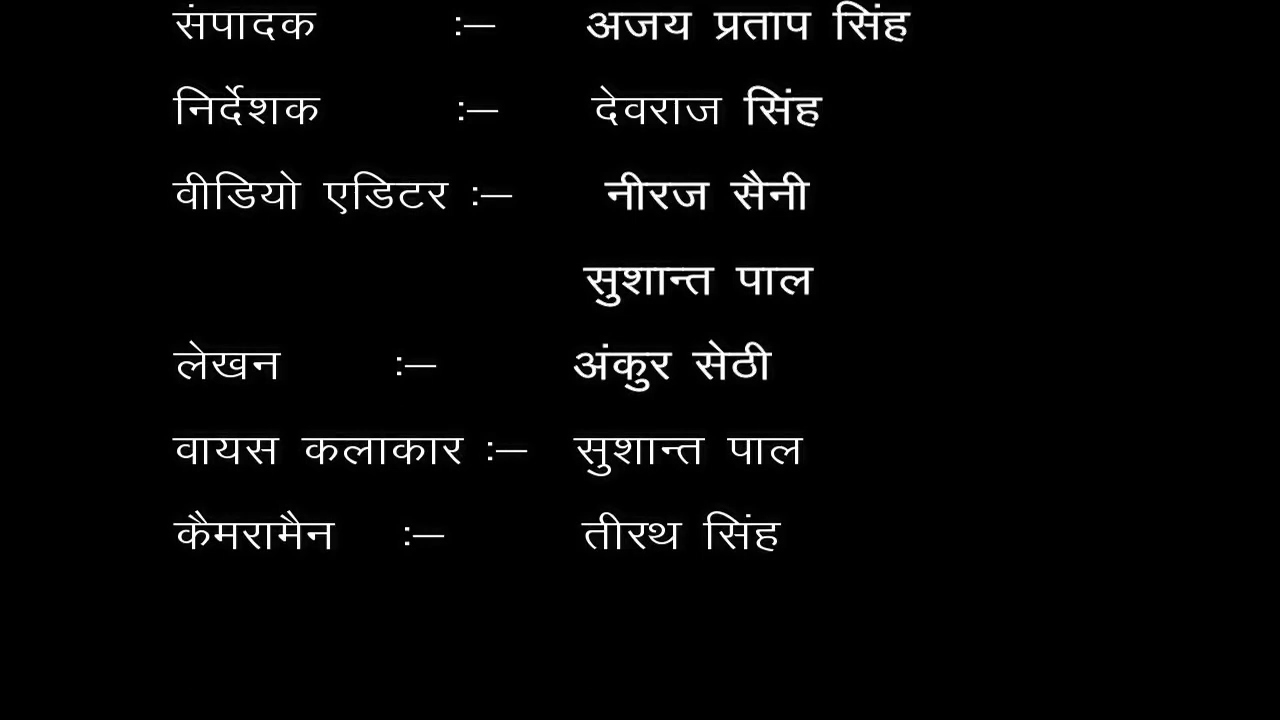 संपादक :– अजय प्रताप सिंह
निर्देशक :– देवराज सिंह
वीडियो एडिटर :– नीरज सैनी
सुशान्त पाल
लेखन :– अंकुर सेठी
वायस कलाकार :– सुशान्त पाल
कैमरामैन :– तीरथ सिंह